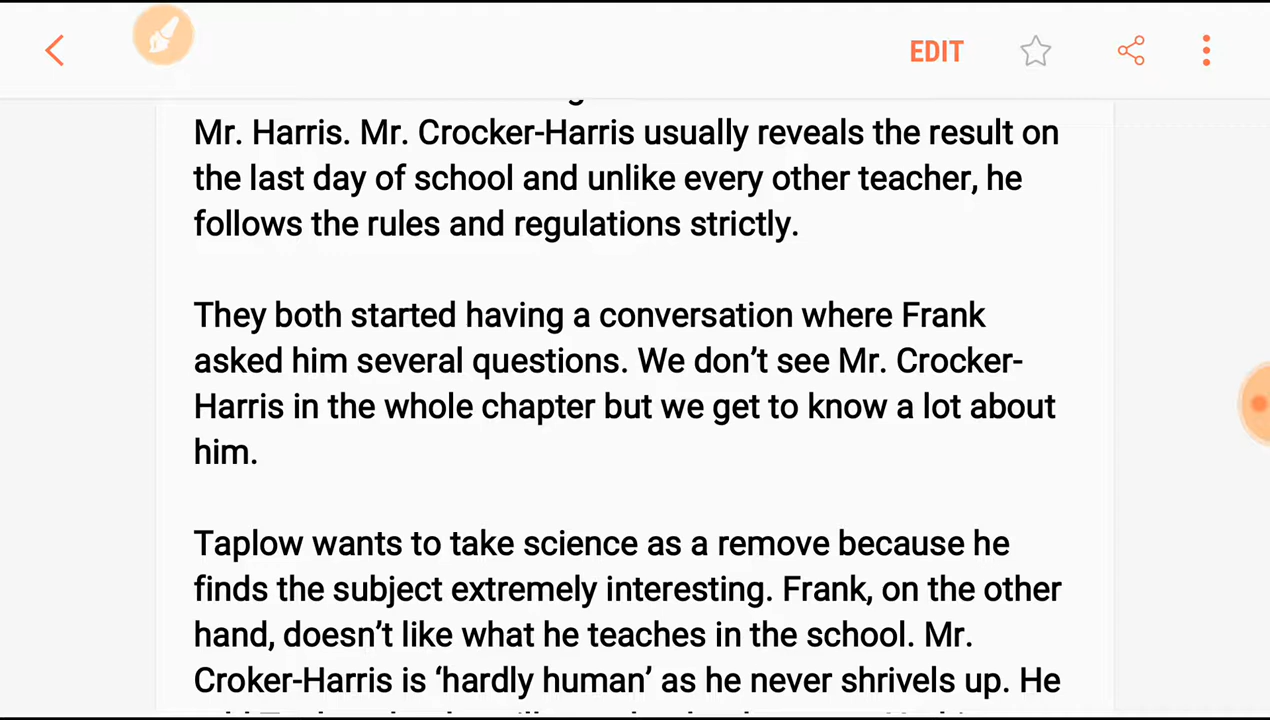 EDIT
Mr. Harris. Mr. Crocker-Harris usually reveals the result on
the last day of school and unlike every other teacher, he
follows the rules and regulations strictly.
They both started having a conversation where Frank
asked him several questions. We don't see Mr. Crocker-
Harris in the whole chapter but we get to know a lot about
him.
Taplow wants to take science as a remove because he
finds the subject extremely interesting. Frank, on the other
hand, doesn't like what he teaches in the school. Mr.
Croker-Harris is ‘hardly human’ as he never shrivels up. He